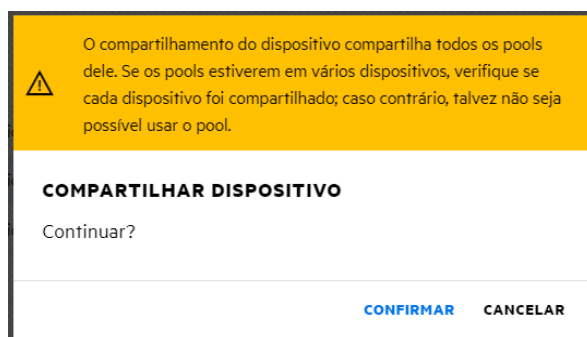 O compartilhamento do dispositivo compartilha todos os pools
dele. Se os pools estiverem em vários dispositivos, verifique se
cada dispositivo foi compartilhado; caso contrário, talvez não seja
possível usar o pool.
COMPARTILHAR DISPOSITIVO
Continuar?
CONFIRMAR CANCELAR